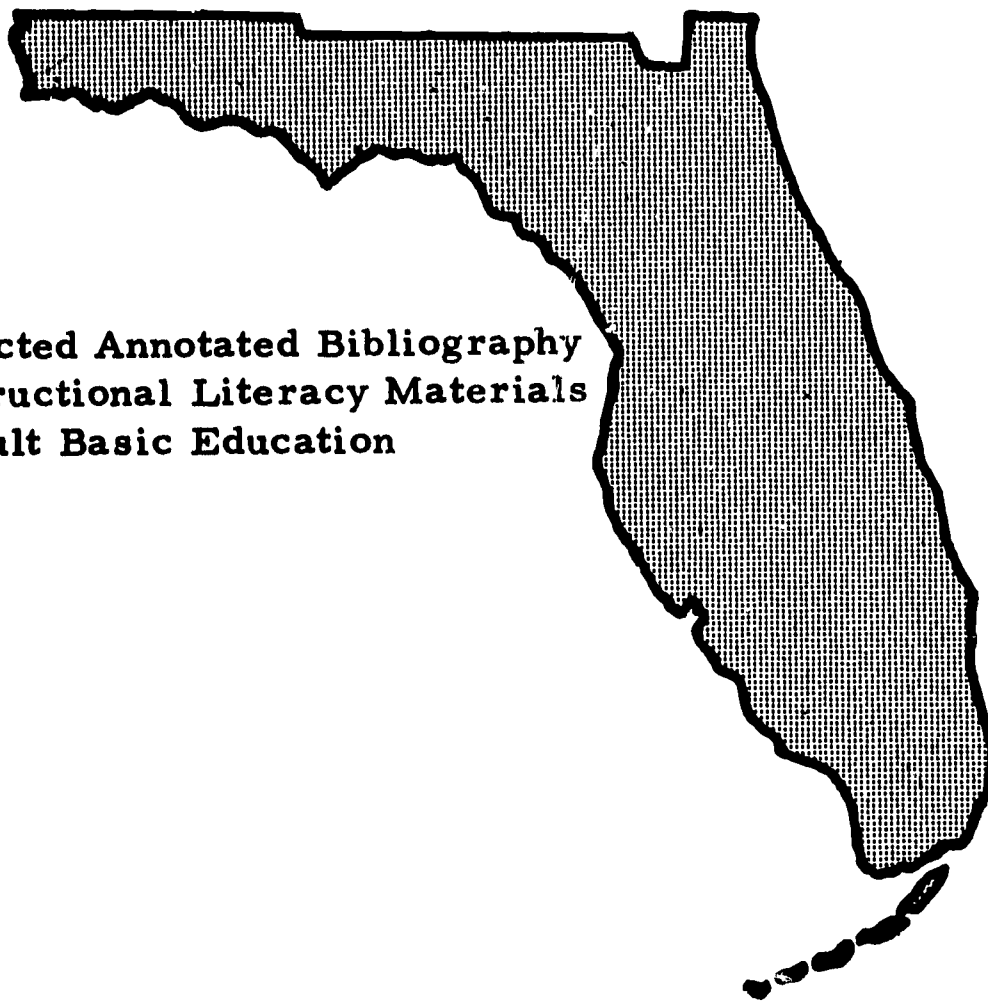 cted Annotated Bibliography
ructional Literacy Materials
ult Basic Education